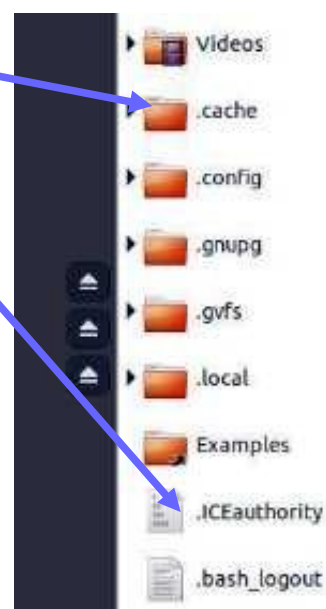 Videos
.cache
.config
.gnupg
.gvfs
.local
Examples
.ICEauthority
.bash_logout